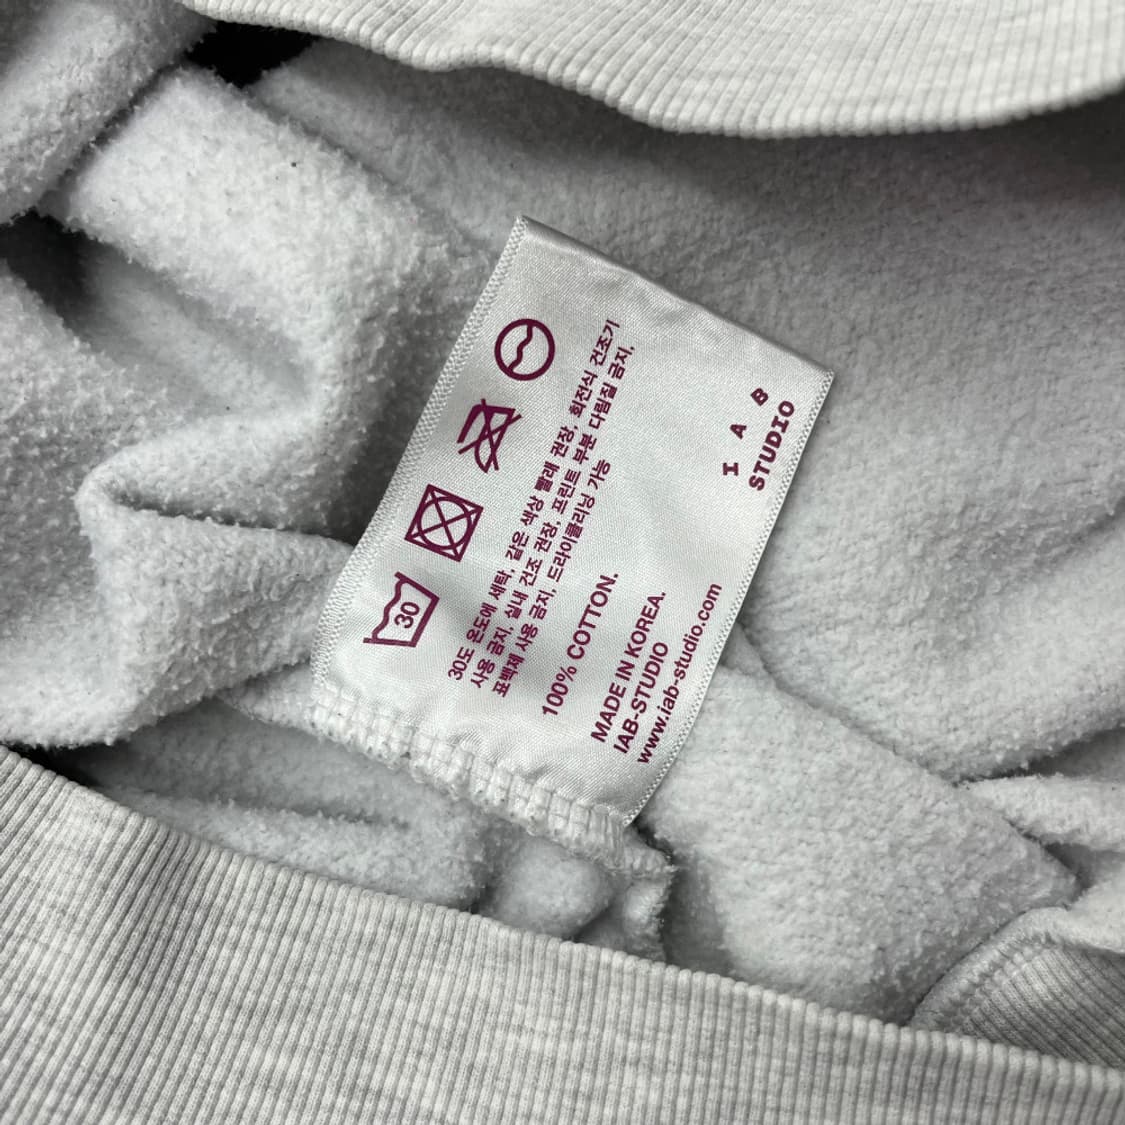 30
30도 온도에 세탁, 같은 색상 빨래 권장, 회전식 건조기
사용 금지, 실내 건조 권장, 프린트 부분 다림질 금지,
표백제 사용 금지, 드라이클리닝 가능
100% COTTON.
MADE IN KOREA.
IAB-STUDIO
www.iab-studio.com
I A B
STUDIO